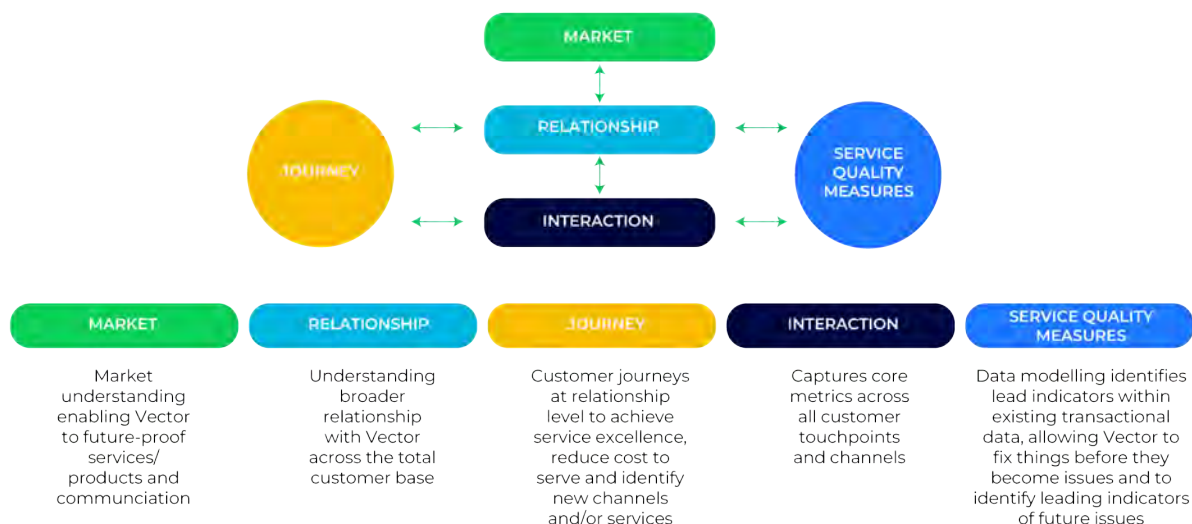 MARKET
RELATIONSHIP
JOURNEY
SERVICE
QUALITY
MEASURES
INTERACTION
MARKET
Market
understanding
enabling Vector
to future-proof
services/
products and
communciation
RELATIONSHIP
Understanding
broader
relationship
with Vector
across the total
customer base
JOURNEY
Customer journeys
at relationship
level to achieve
service excellence,
reduce cost to
serve and identify
new channels
and/or services
INTERACTION
Captures core
metrics across
all customer
touchpoints
and channels
SERVICE QUALITY
MEASURES
Data modelling identifies
lead indicators within
existing transactional
data, allowing Vector to
fix things before they
become issues and to
identify leading indicators
of future issues